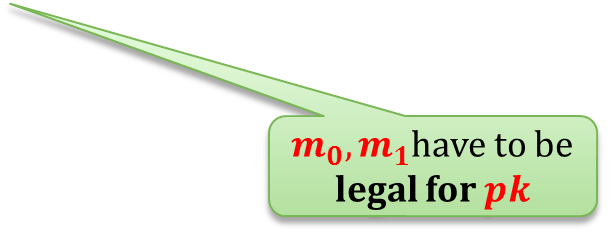 m₀, m₁ have to be
legal for pk